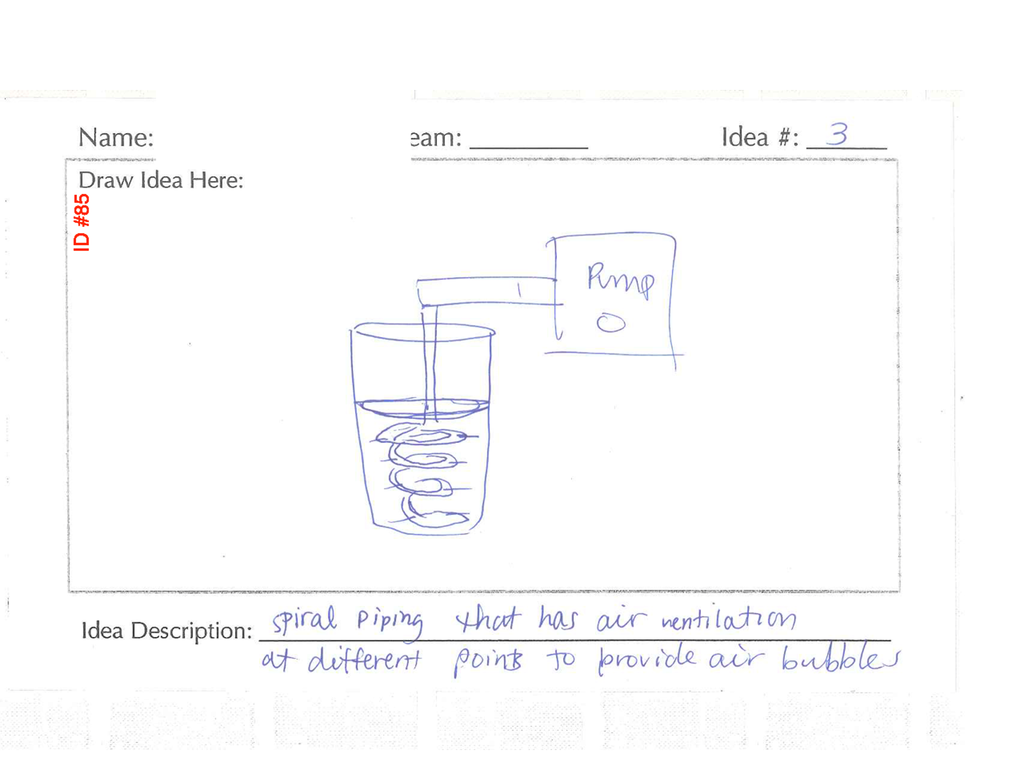 Name:
eam:
Idea #: 3
Draw Idea Here:
ID #85
Pump
Idea Description: spiral piping that has air ventilation
at different points to provide air bubbles